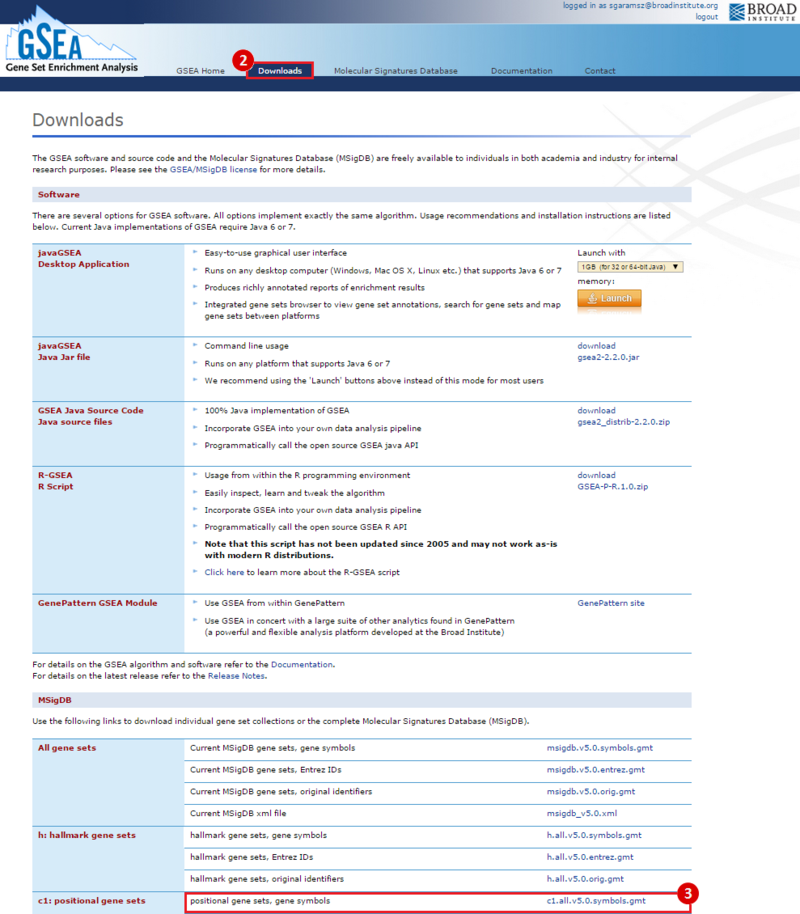 logged in as sgaramsz@broadinstitute.org
logout
BROAD
INSTITUTE
GSEA
Gene Set Enrichment Analysis
2
GSEA Home Downloads Molecular Signatures Database Documentation Contact
Downloads
The GSEA software and source code and the Molecular Signatures Database (MSigDB) are freely available to individuals in both academia and industry for internal
research purposes. Please see the GSEA/MSigDB license for more details.
Software
There are several options for GSEA software. All options implement exactly the same algorithm. Usage recommendations and installation instructions are listed
below. Current Java implementations of GSEA require Java 6 or 7.
javaGSEA
Desktop Application
Easy-to-use graphical user interface
Runs on any desktop computer (Windows, Mac OS X, Linux etc.) that supports Java 6 or 7
Produces richly annotated reports of enrichment results
Integrated gene sets browser to view gene set annotations, search for gene sets and map
gene sets between platforms
Launch with
1GB (for 32 or 64-bit Java)
memory:
Launch
javaGSEA
Java Jar file
Command line usage
Runs on any platform that supports Java 6 or 7
We recommend using the 'Launch' buttons above instead of this mode for most users
download
gsea2-2.2.0.jar
GSEA Java Source Code
Java source files
100% Java implementation of GSEA
Incorporate GSEA into your own data analysis pipeline
Programmatically call the open source GSEA java API
download
gsea2_distrib-2.2.0.zip
R-GSEA
R Script
Usage from within the R programming environment
Easily inspect, learn and tweak the algorithm
Incorporate GSEA into your own data analysis pipeline
Programmatically call the open source GSEA R API
Note that this script has not been updated since 2005 and may not work as-is
with modern R distributions.
Click here to learn more about the R-GSEA script
download
GSEA-P-R.1.0.zip
GenePattern GSEA Module
Use GSEA from within GenePattern
Use GSEA in concert with a large suite of other analytics found in GenePattern
(a powerful and flexible analysis platform developed at the Broad Institute)
GenePattern site
For details on the GSEA algorithm and software refer to the Documentation.
For details on the latest release refer to the Release Notes.
MSigDB
Use the following links to download individual gene set collections or the complete Molecular Signatures Database (MSigDB).
All gene sets Current MSigDB gene sets, gene symbols msigdb.v5.0.symbols.gmt
Current MSigDB gene sets, Entrez IDs msigdb.v5.0.entrez.gmt
Current MSigDB gene sets, original identifiers msigdb.v5.0.orig.gmt
Current MSigDB xml file msigdb_v5.0.xml
h: hallmark gene sets hallmark gene sets, gene symbols h.all.v5.0.symbols.gmt
hallmark gene sets, Entrez IDs h.all.v5.0.entrez.gmt
hallmark gene sets, original identifiers h.all.v5.0.orig.gmt
3
c1: positional gene sets positional gene sets, gene symbols c1.all.v5.0.symbols.gmt